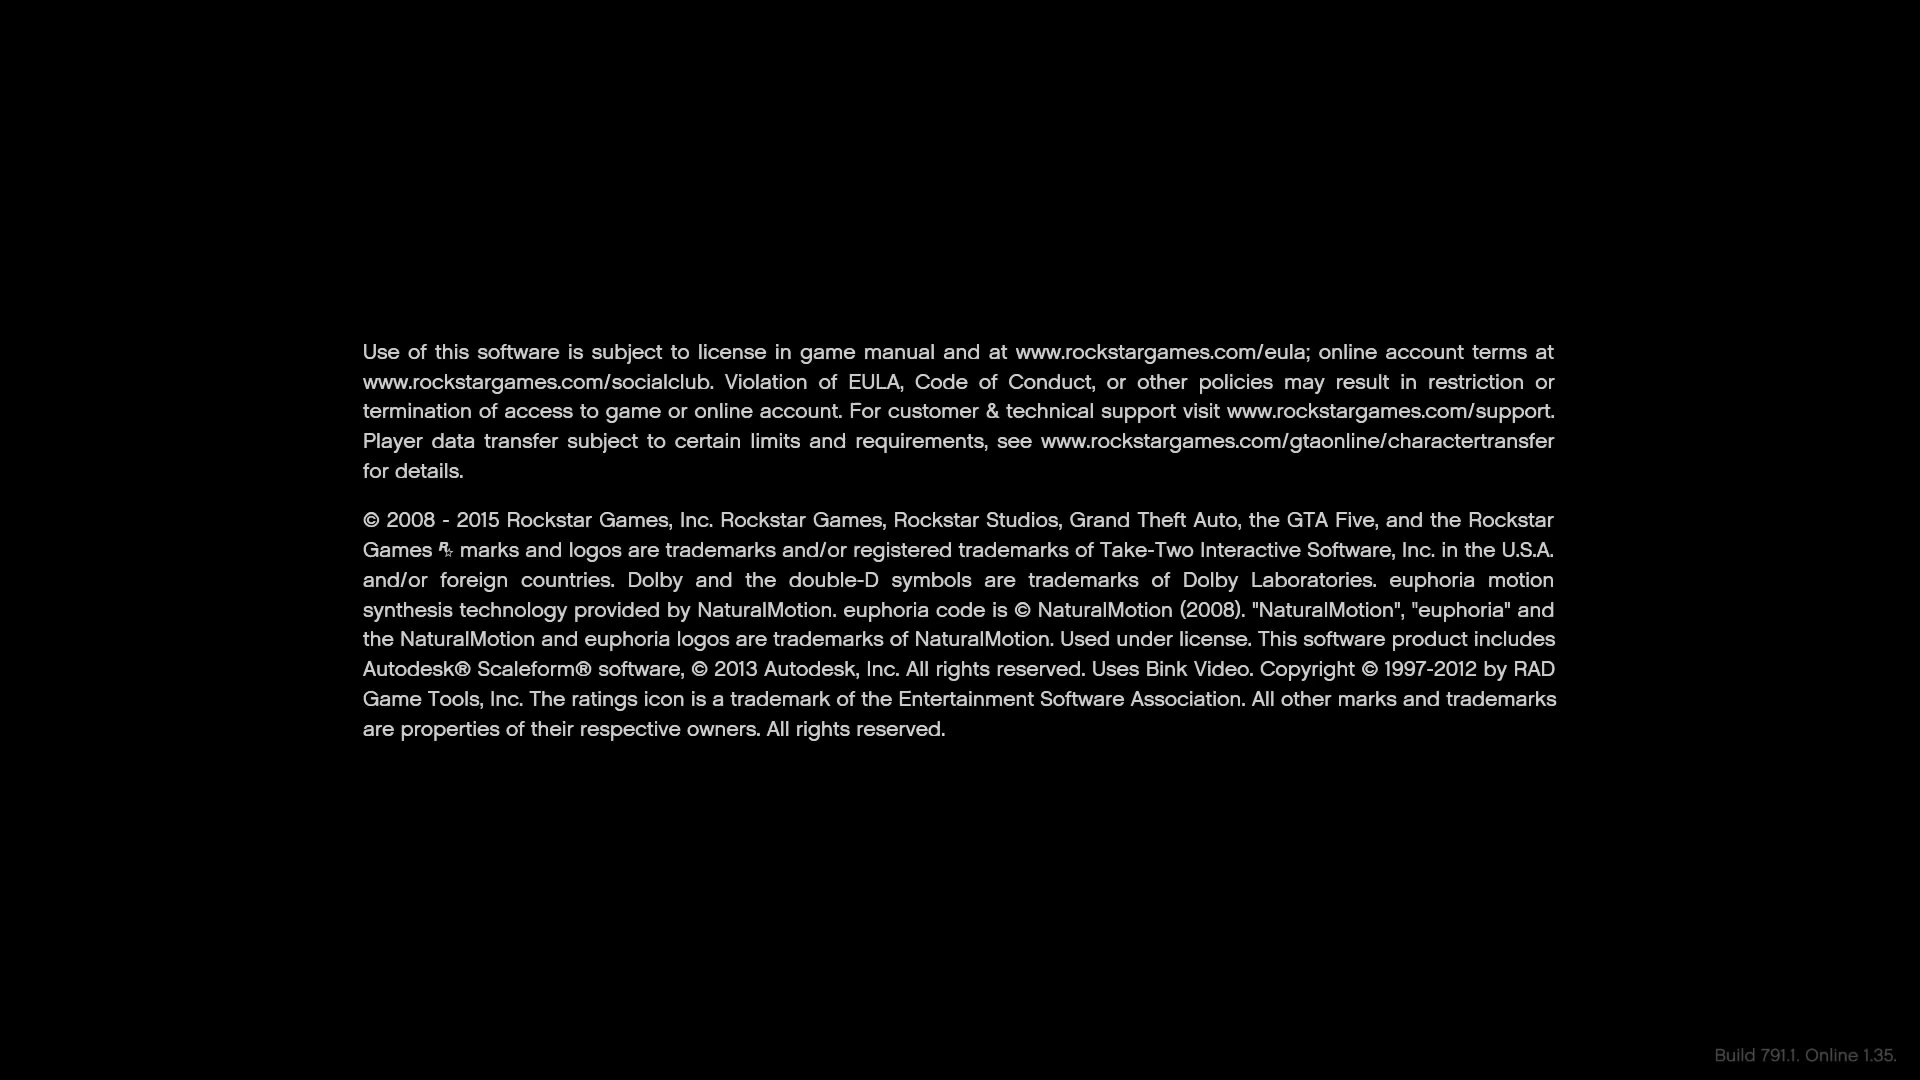 Use of this software is subject to license in game manual and at www.rockstargames.com/eula; online account terms at
www.rockstargames.com/socialclub. Violation of EULA, Code of Conduct, or other policies may result in restriction or
termination of access to game or online account. For customer & technical support visit www.rockstargames.com/support.
Player data transfer subject to certain limits and requirements, see www.rockstargames.com/gtaonline/charactertransfer
for details.
© 2008 - 2015 Rockstar Games, Inc. Rockstar Games, Rockstar Studios, Grand Theft Auto, the GTA Five, and the Rockstar
Games R* marks and logos are trademarks and/or registered trademarks of Take-Two Interactive Software, Inc. in the U.S.A.
and/or foreign countries. Dolby and the double-D symbols are trademarks of Dolby Laboratories. euphoria motion
synthesis technology provided by NaturalMotion. euphoria code is © NaturalMotion (2008). "NaturalMotion", "euphoria" and
the NaturalMotion and euphoria logos are trademarks of NaturalMotion. Used under license. This software product includes
Autodesk® Scaleform® software, © 2013 Autodesk, Inc. All rights reserved. Uses Bink Video. Copyright © 1997-2012 by RAD
Game Tools, Inc. The ratings icon is a trademark of the Entertainment Software Association. All other marks and trademarks
are properties of their respective owners. All rights reserved.
Build 791.1. Online 1.35.